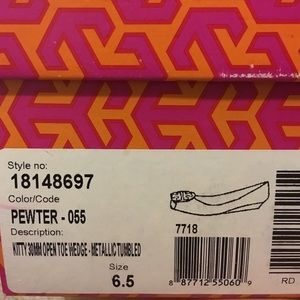 Style no:
18148697
Color/Code
PEWTER - 055
Description:
KITTY 30MM OPEN TOE WEDGE - METALLIC TUMBLED
Size
6.5
7718
8 87712 55060 9
RD